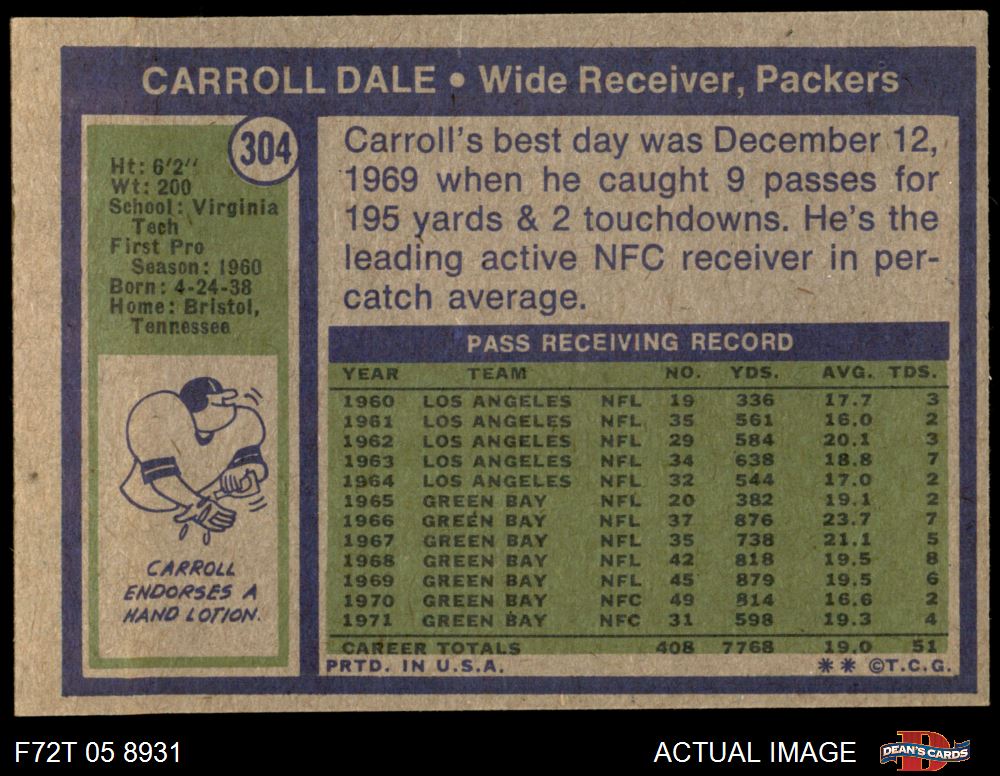 CARROLL DALE • Wide Receiver, Packers
304
Ht: 6'2''
Wt: 200
School: Virginia
Tech
First Pro
Season: 1960
Born: 4-24-38
Home: Bristol,
Tennessee
CARROLL
ENDORSES A
HAND LOTION.
Carroll's best day was December 12,
1969 when he caught 9 passes for
195 yards & 2 touchdowns. He's the
leading active NFC receiver in per-
catch average.
PASS RECEIVING RECORD
YEAR TEAM NO. YDS. AVG. TDS.
1960 LOS ANGELES NFL 19 336 17.7 3
1961 LOS ANGELES NFL 35 561 16.0 2
1962 LOS ANGELES NFL 29 584 20.1 3
1963 LOS ANGELES NFL 34 638 18.8 7
1964 LOS ANGELES NFL 32 544 17.0 2
1965 GREEN BAY NFL 20 382 19.1 2
1966 GREEN BAY NFL 37 876 23.7 7
1967 GREEN BAY NFL 35 738 21.1 5
1968 GREEN BAY NFL 42 818 19.5 8
1969 GREEN BAY NFL 45 879 19.5 6
1970 GREEN BAY NFC 49 814 16.6 2
1971 GREEN BAY NFC 31 598 19.3 4
CAREER TOTALS 408 7768 19.0 51
PRTD. IN U.S.A. ** ©T.C.G.
F72T 05 8931 ACTUAL IMAGE DEAN'S CARDS